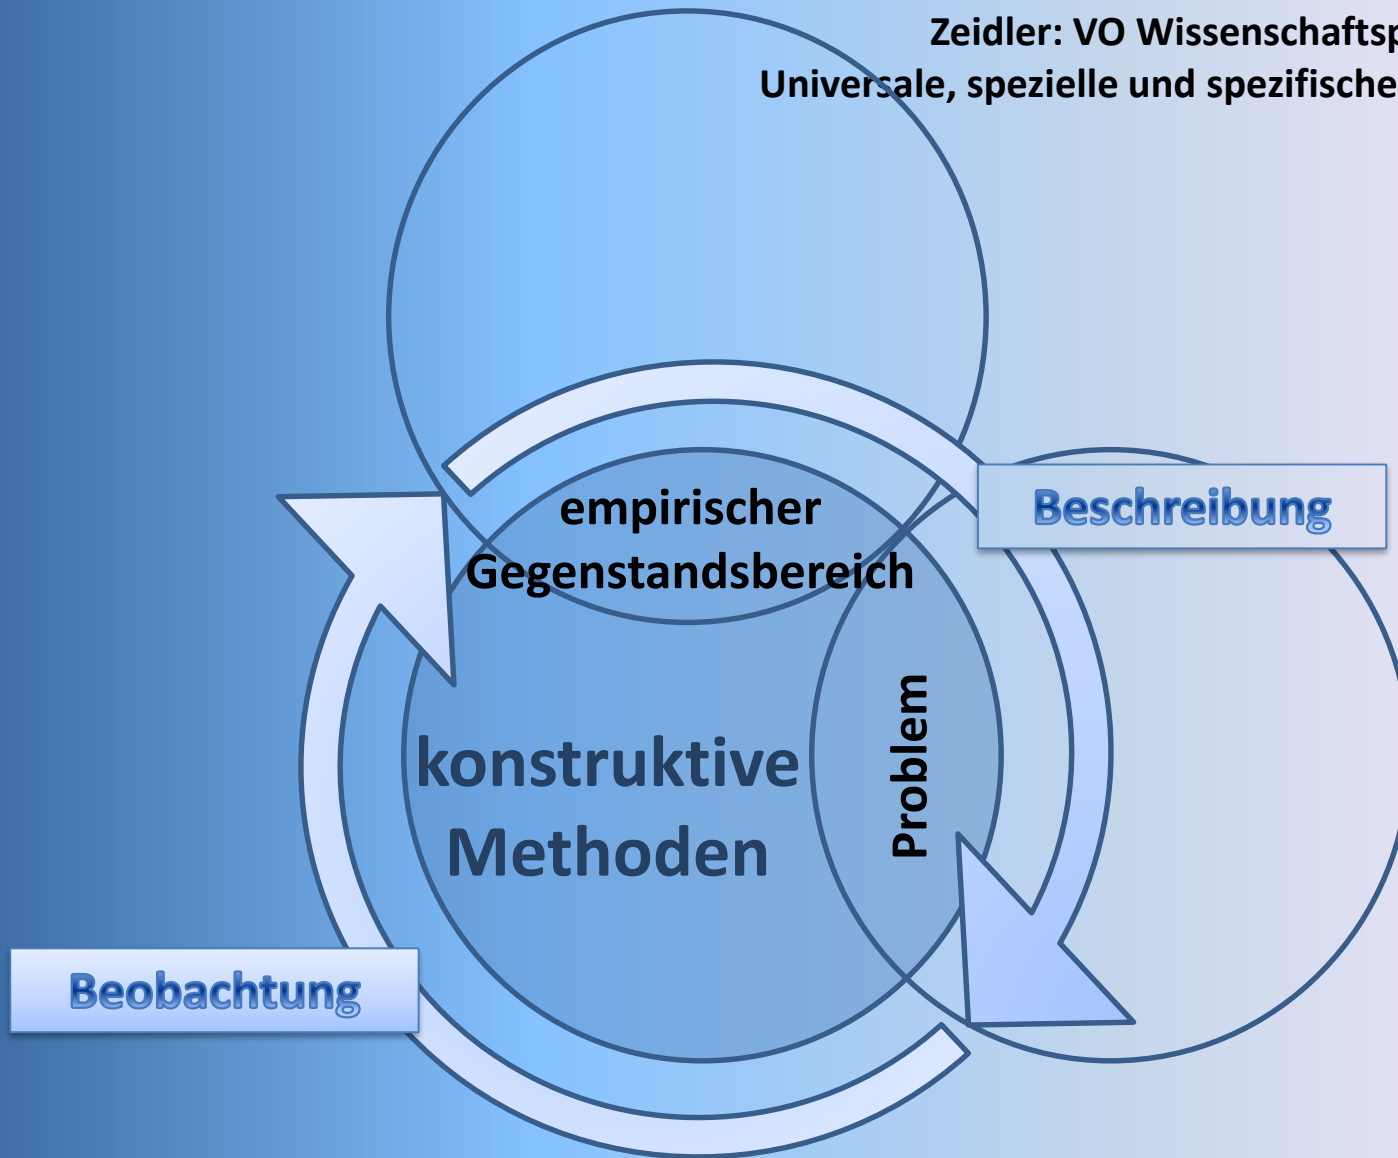 Zeidler: VO Wissenschaftsp
Universale, spezielle und spezifische
empirischer
Gegenstandsbereich
Beschreibung
Problem
konstruktive
Methoden
Beobachtung